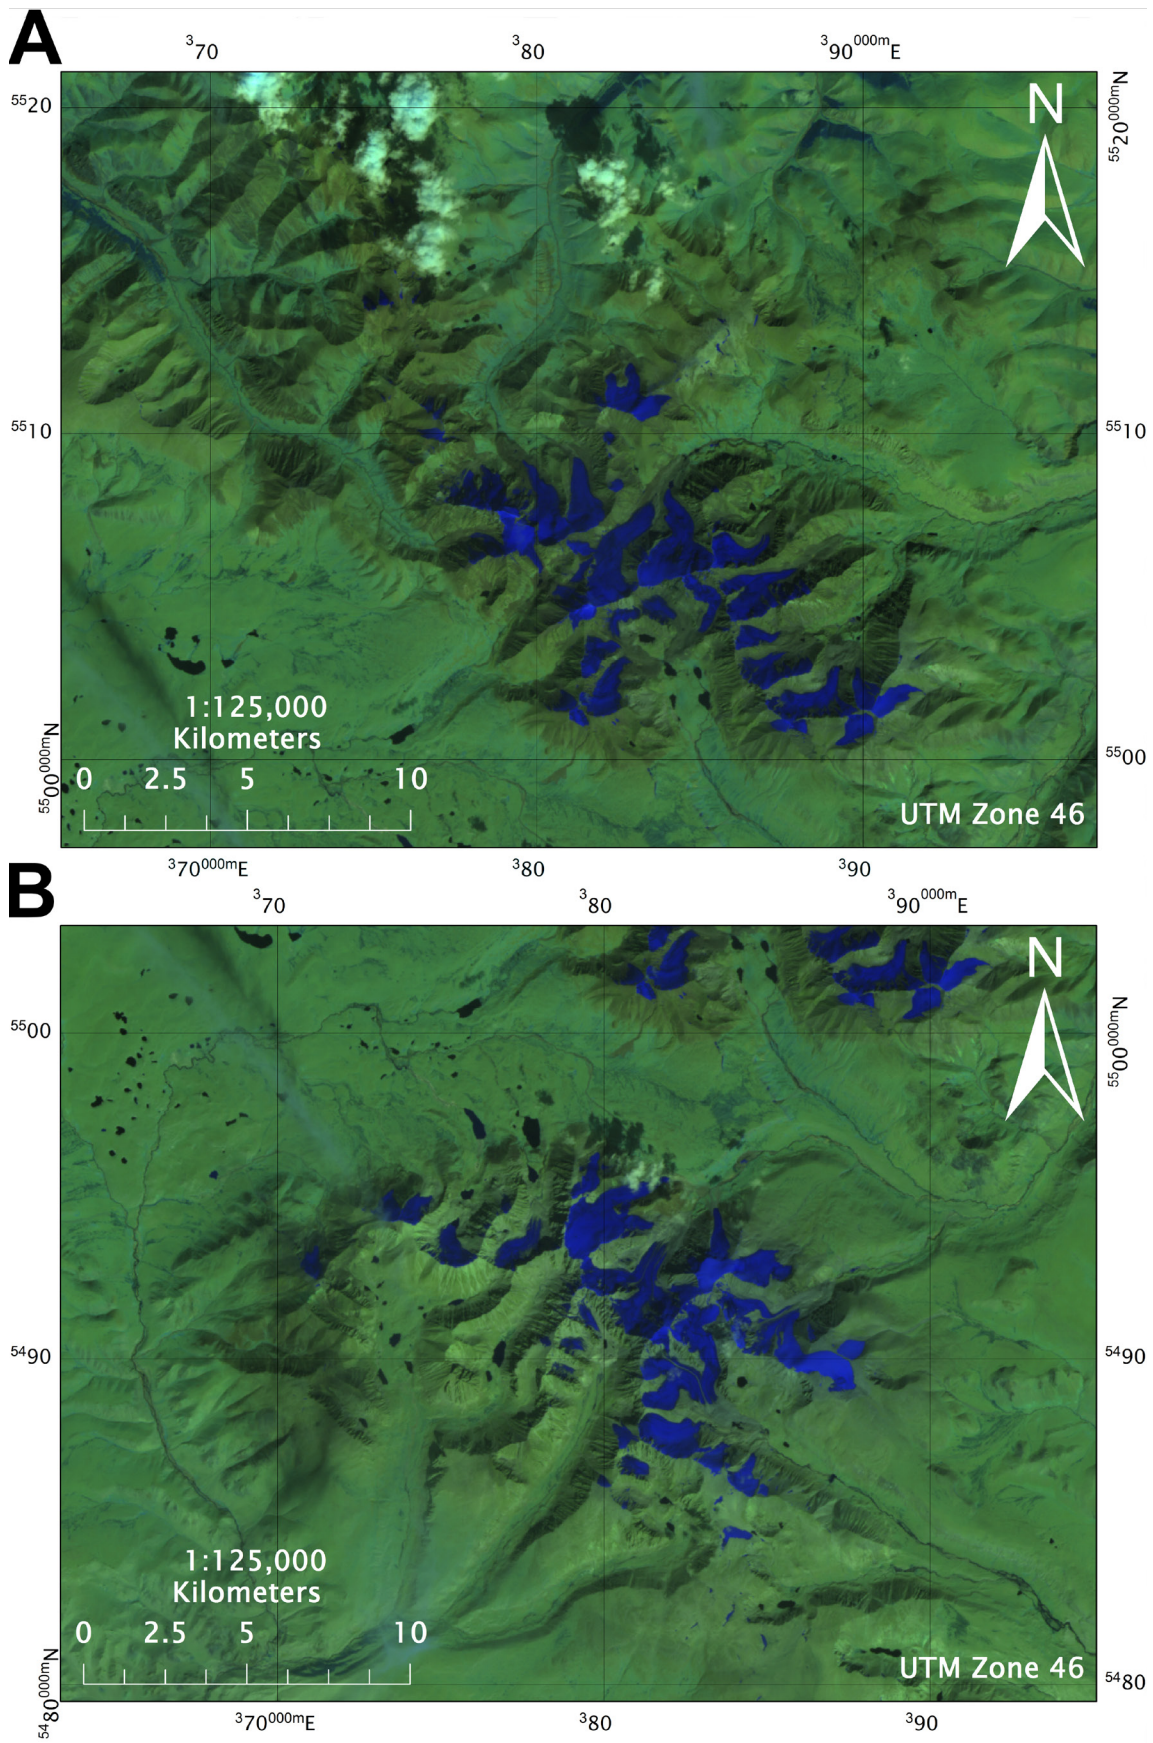 A
370
380
390000mE
5520
N
5520000mN
5510
5510
1:125,000
Kilometers
0 2.5 5 10
5500000mN
5500
UTM Zone 46
370000mE
380
390
B
370
380
390000mE
N
5500
5500000mN
5490
5490
1:125,000
Kilometers
0 2.5 5 10
5480000mN
5480
UTM Zone 46
370000mE
380
390